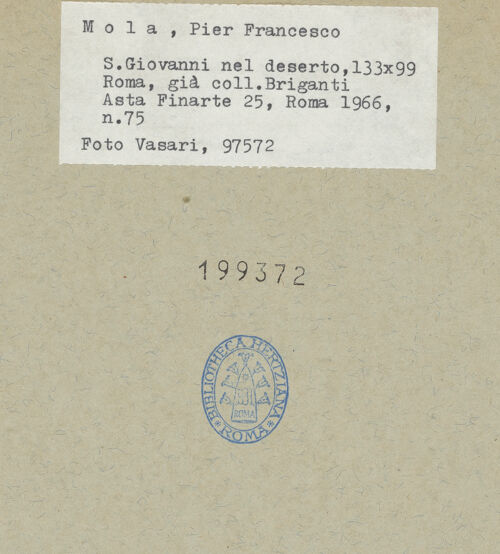 M o l a , Pier Francesco
S.Giovanni nel deserto,133x99
Roma, già coll.Briganti
Asta Finarte 25, Roma 1966,
n.75
Foto Vasari, 97572
199372
BIBLIOTHECA HERTZIANA
ROMA
* ROMA *